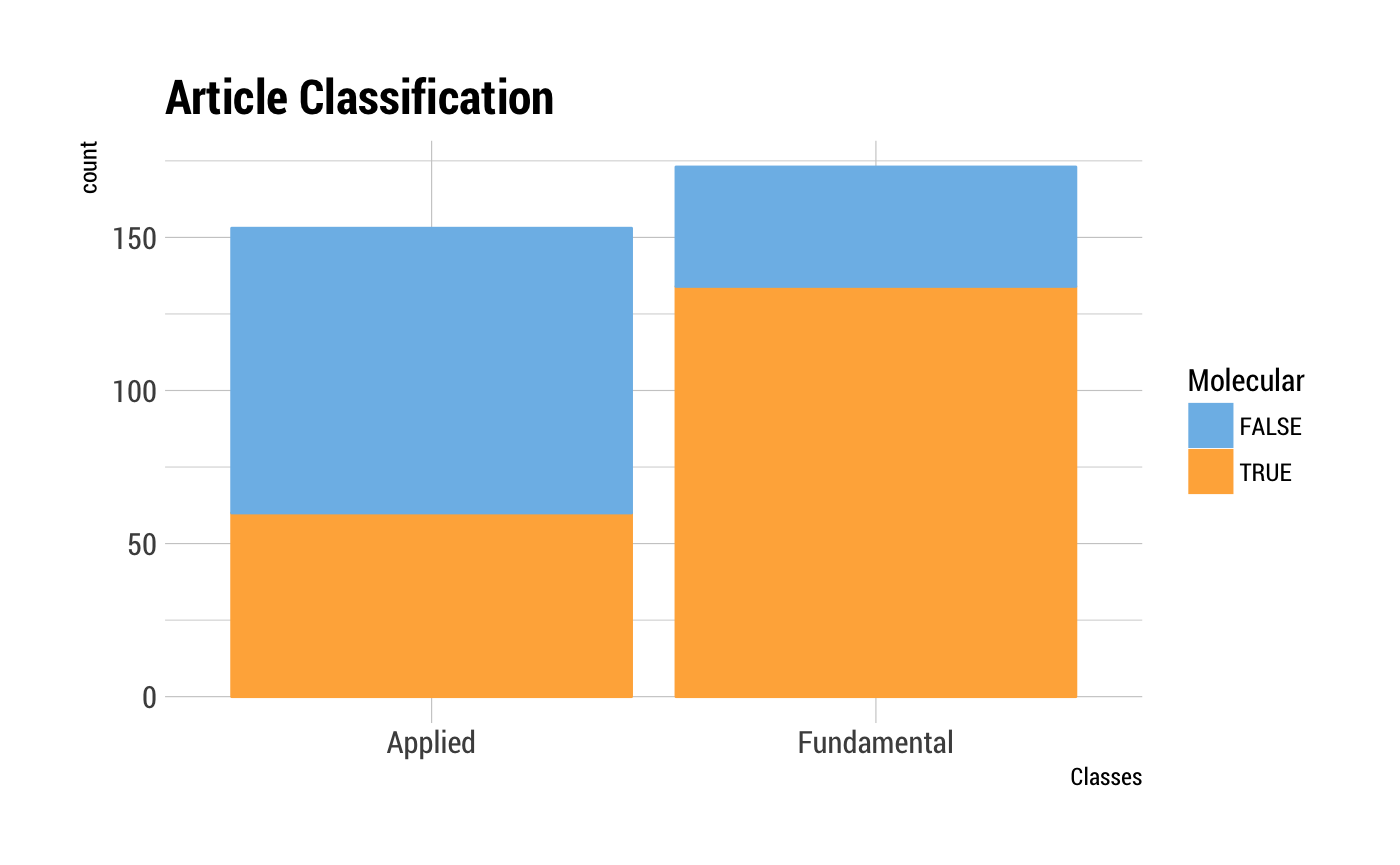 Article Classification
count
150
100
50
0
Applied
Fundamental
Classes
Molecular
FALSE
TRUE